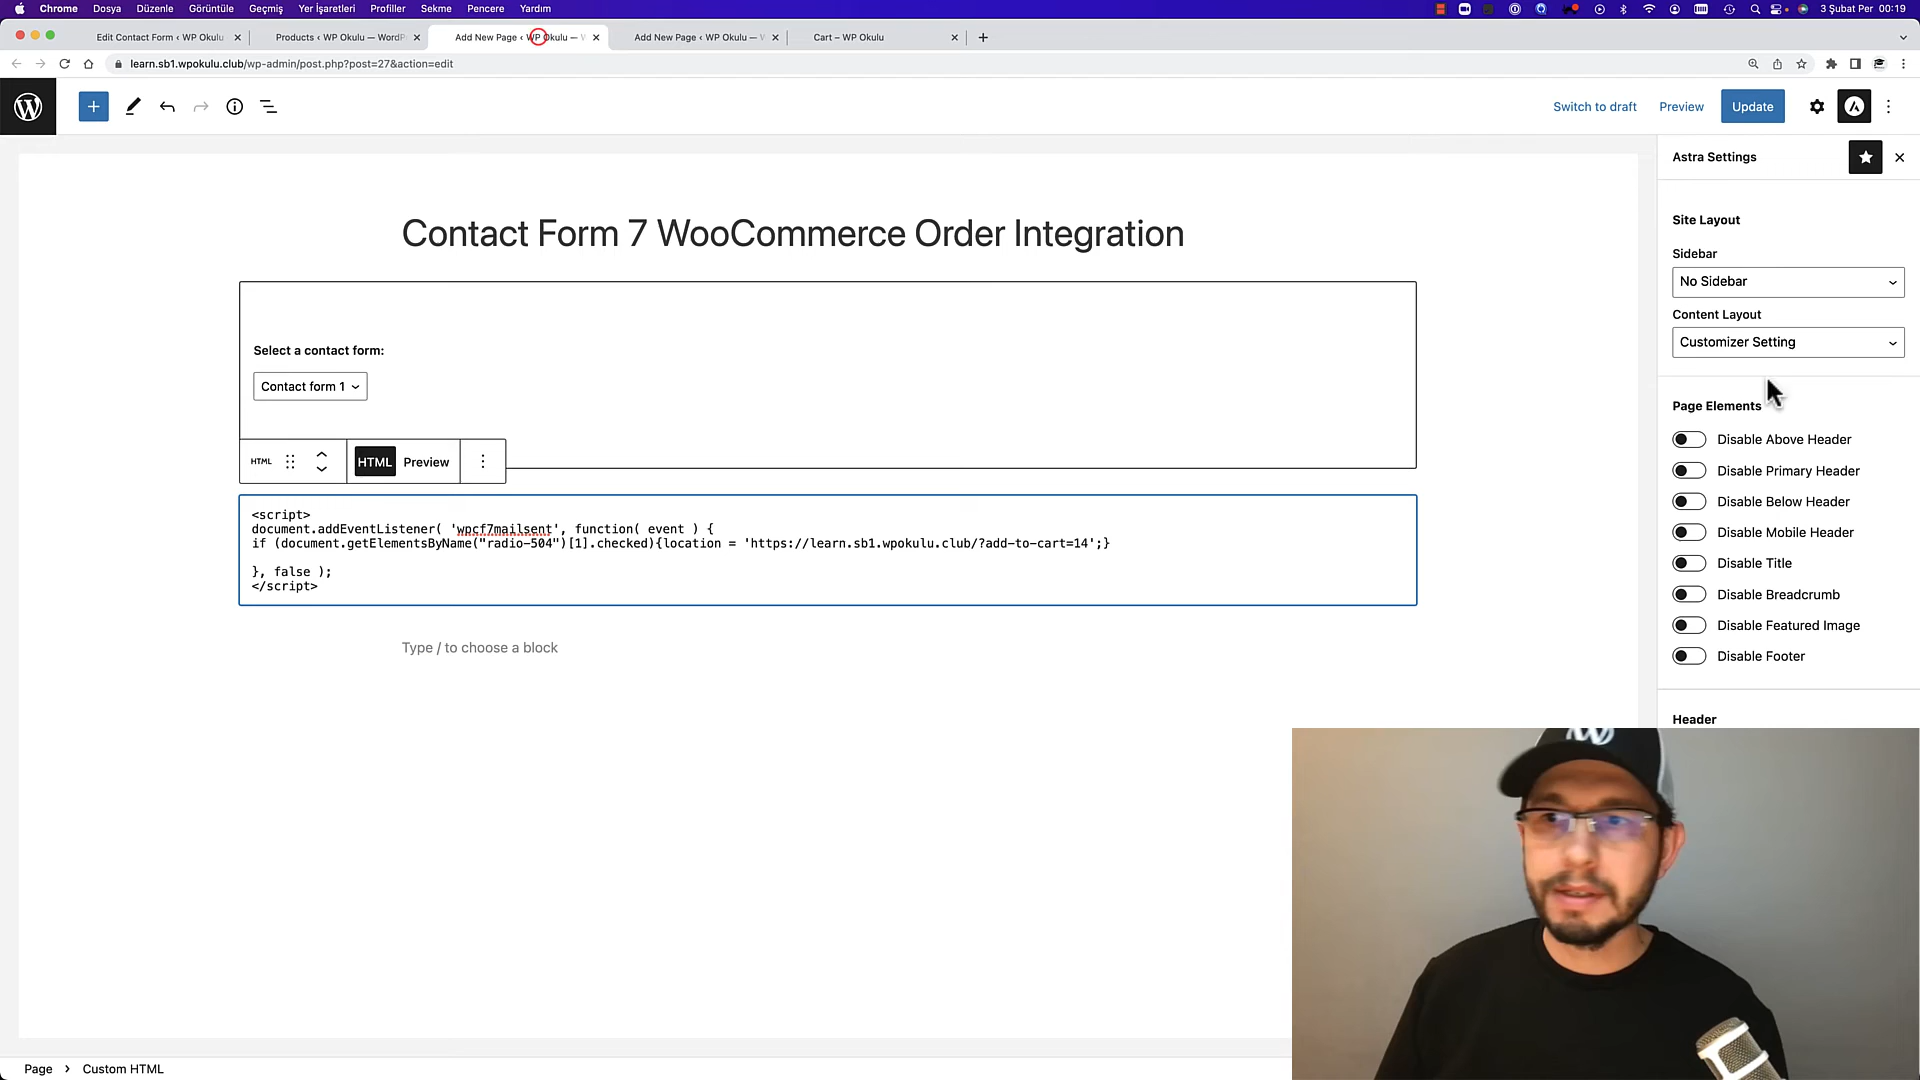 Chrome Dosya Düzenle Görüntüle Geçmiş Yer İşaretleri Profiller Sekme Pencere Yardım 3 Şubat Per 00:19
Edit Contact Form ‹ WP Okulu Products ‹ WP Okulu — WordPr Add New Page ‹ WP Okulu — Add New Page ‹ WP Okulu — Cart – WP Okulu
learn.sb1.wpokulu.club/wp-admin/post.php?post=27&action=edit
Switch to draft Preview Update
Astra Settings
Site Layout
Sidebar
No Sidebar
Content Layout
Customizer Setting
Page Elements
Disable Above Header
Disable Primary Header
Disable Below Header
Disable Mobile Header
Disable Title
Disable Breadcrumb
Disable Featured Image
Disable Footer
Header
Contact Form 7 WooCommerce Order Integration
Select a contact form:
Contact form 1
HTML HTML Preview
<script>
document.addEventListener( 'wpcf7mailsent', function( event ) {
if (document.getElementsByName("radio-504")[1].checked){location = 'https://learn.sb1.wpokulu.club/?add-to-cart=14';}
}, false );
</script>
Type / to choose a block
Page › Custom HTML